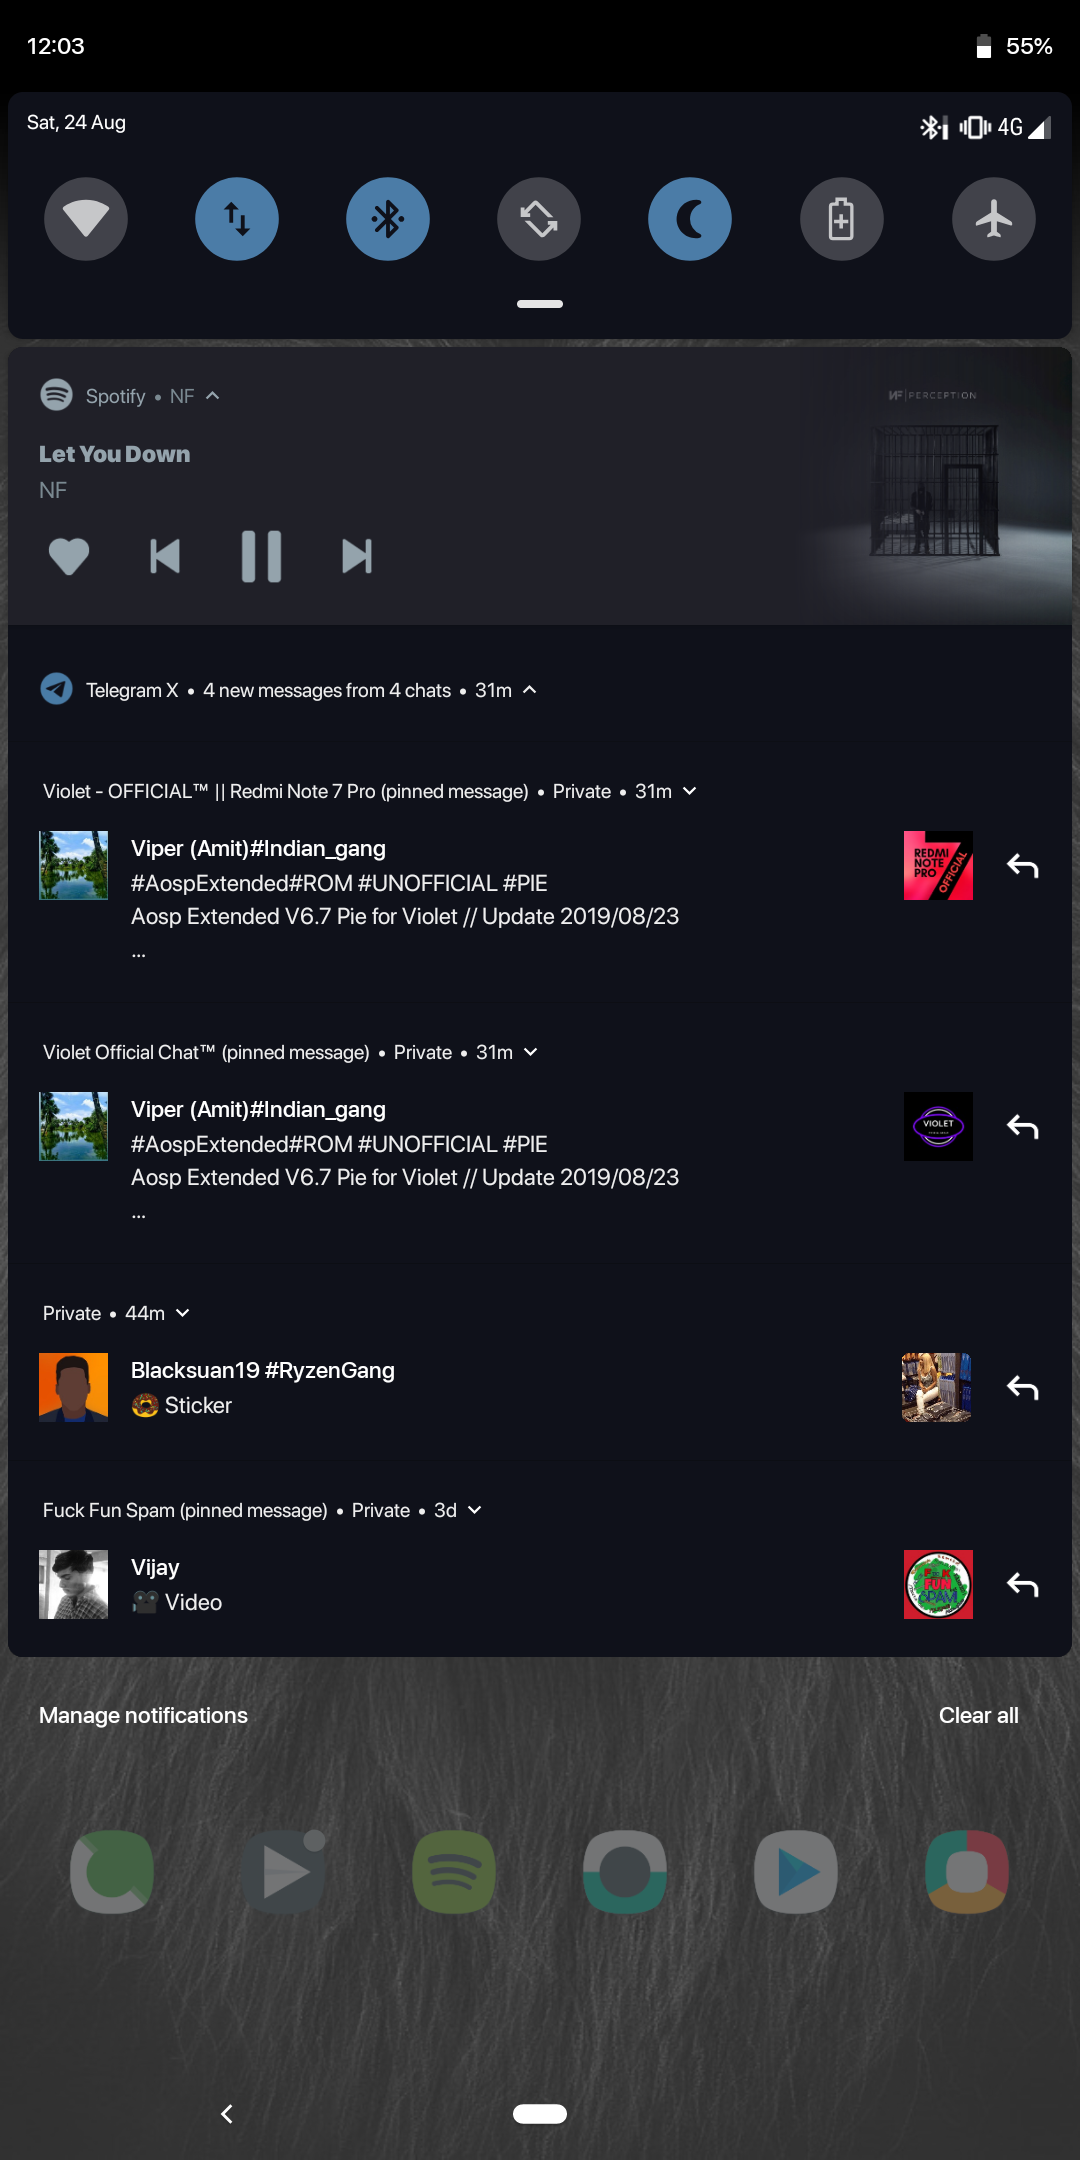 12:03
55%
Sat, 24 Aug
4G
Spotify • NF
NF|PERCEPTION
Let You Down
NF
Telegram X • 4 new messages from 4 chats • 31m
Violet - OFFICIAL™ || Redmi Note 7 Pro (pinned message) • Private • 31m
Viper (Amit)#Indian_gang
#AospExtended#ROM #UNOFFICIAL #PIE
Aosp Extended V6.7 Pie for Violet // Update 2019/08/23
...
REDMI
NOTE
PRO
7
OFFICIAL
Violet Official Chat™ (pinned message) • Private • 31m
Viper (Amit)#Indian_gang
#AospExtended#ROM #UNOFFICIAL #PIE
Aosp Extended V6.7 Pie for Violet // Update 2019/08/23
...
VIOLET
Private • 44m
Blacksuan19 #RyzenGang
🍩 Sticker
Fuck Fun Spam (pinned message) • Private • 3d
Vijay
🎥 Video
FUN
SPAM
Manage notifications
Clear all